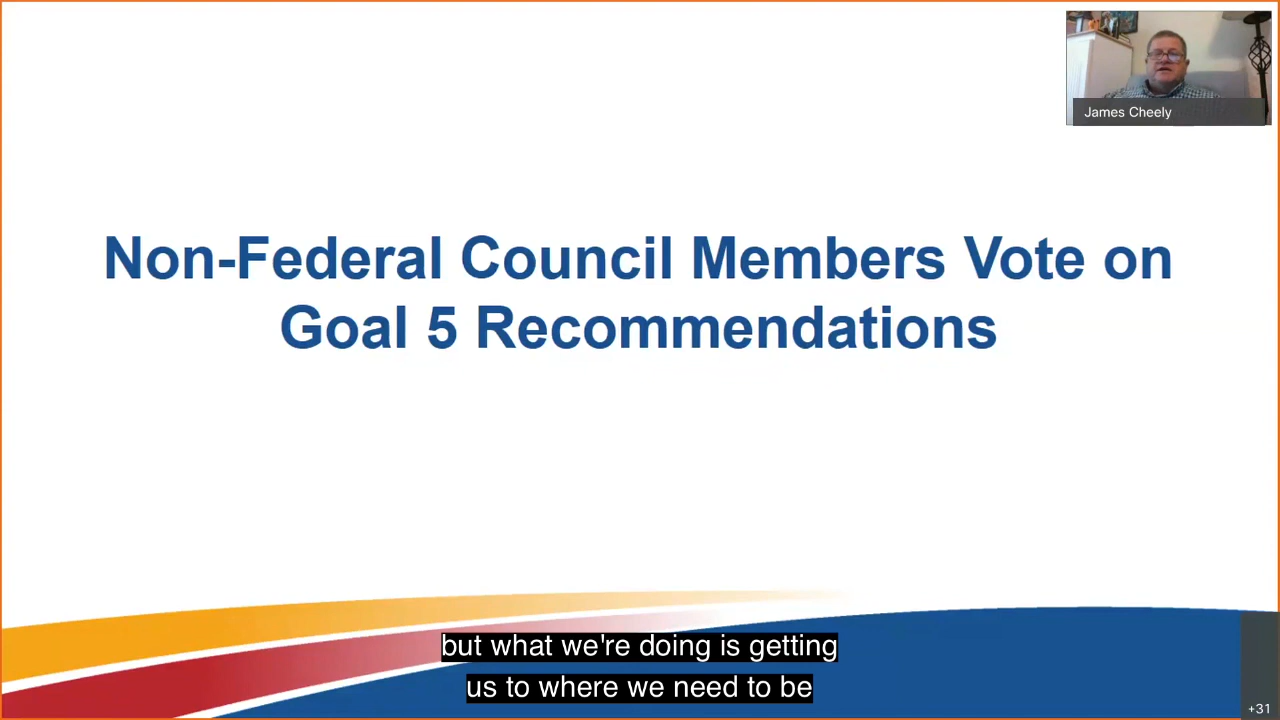 James Cheely
Non-Federal Council Members Vote on
Goal 5 Recommendations
but what we're doing is getting
us to where we need to be
+31